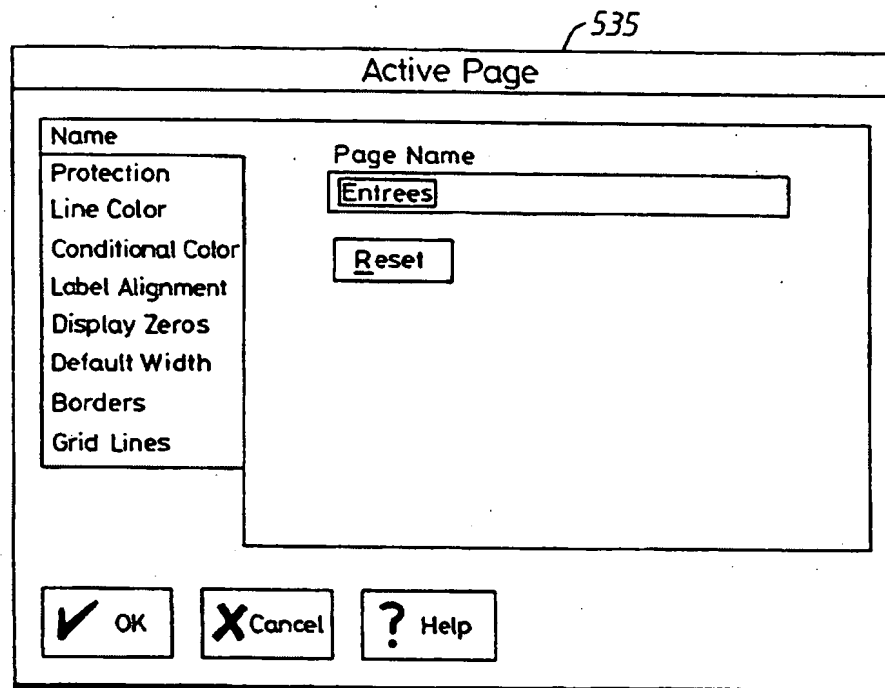 535
Active Page
Name
Protection
Line Color
Conditional Color
Label Alignment
Display Zeros
Default Width
Borders
Grid Lines
Page Name
Entrees
Reset
OK
Cancel
? Help